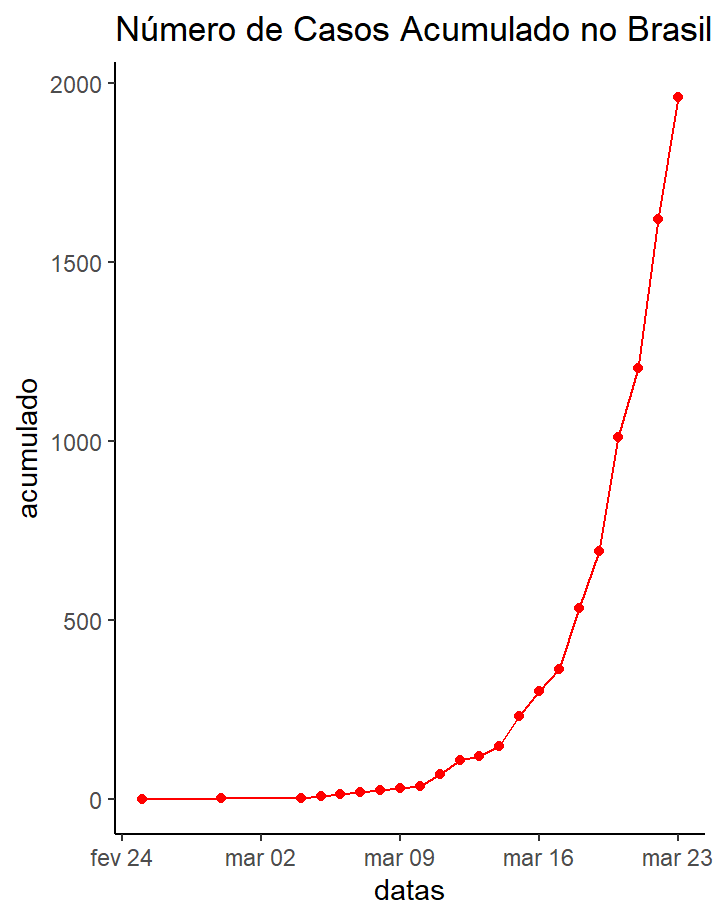 Número de Casos Acumulado no Brasil
2000
1500
1000
500
0
acumulado
fev 24 mar 02 mar 09 mar 16 mar 23
datas